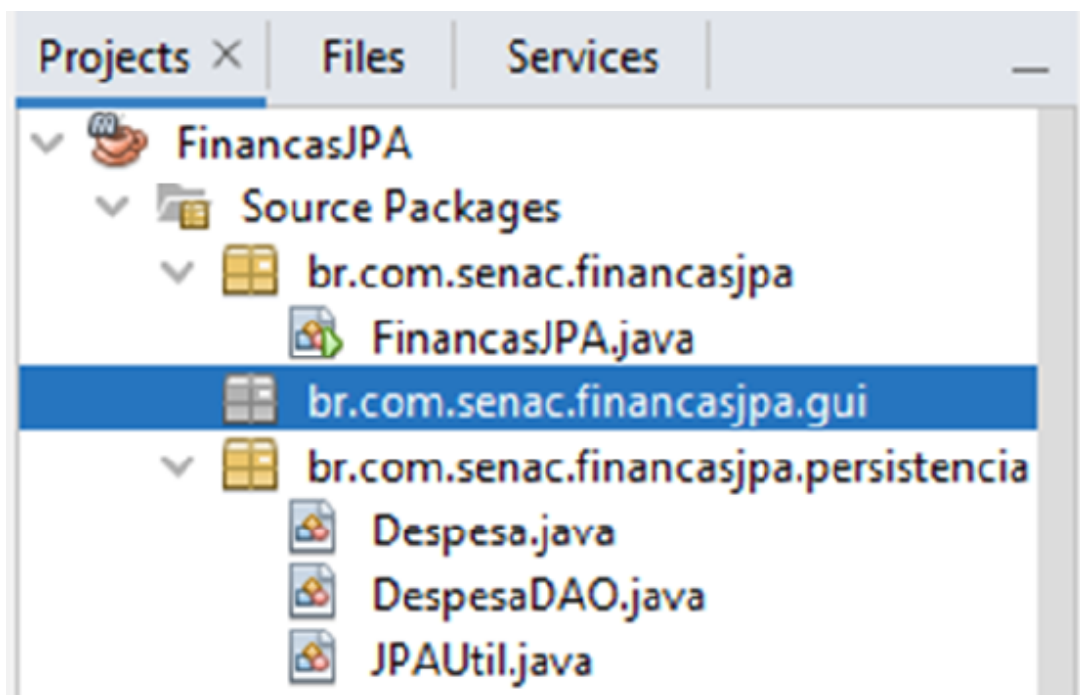 Projects Files Services
FinancasJPA
Source Packages
br.com.senac.financasjpa
FinancasJPA.java
br.com.senac.financasjpa.gui
br.com.senac.financasjpa.persistencia
Despesa.java
DespesaDAO.java
JPAUtil.java